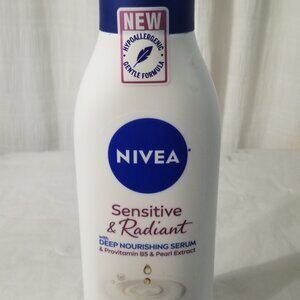 NEW
HYPOALLERGENIC
GENTLE FORMULA
NIVEA
Sensitive
& Radiant
with
DEEP NOURISHING SERUM
& Provitamin B5 & Pearl Extract